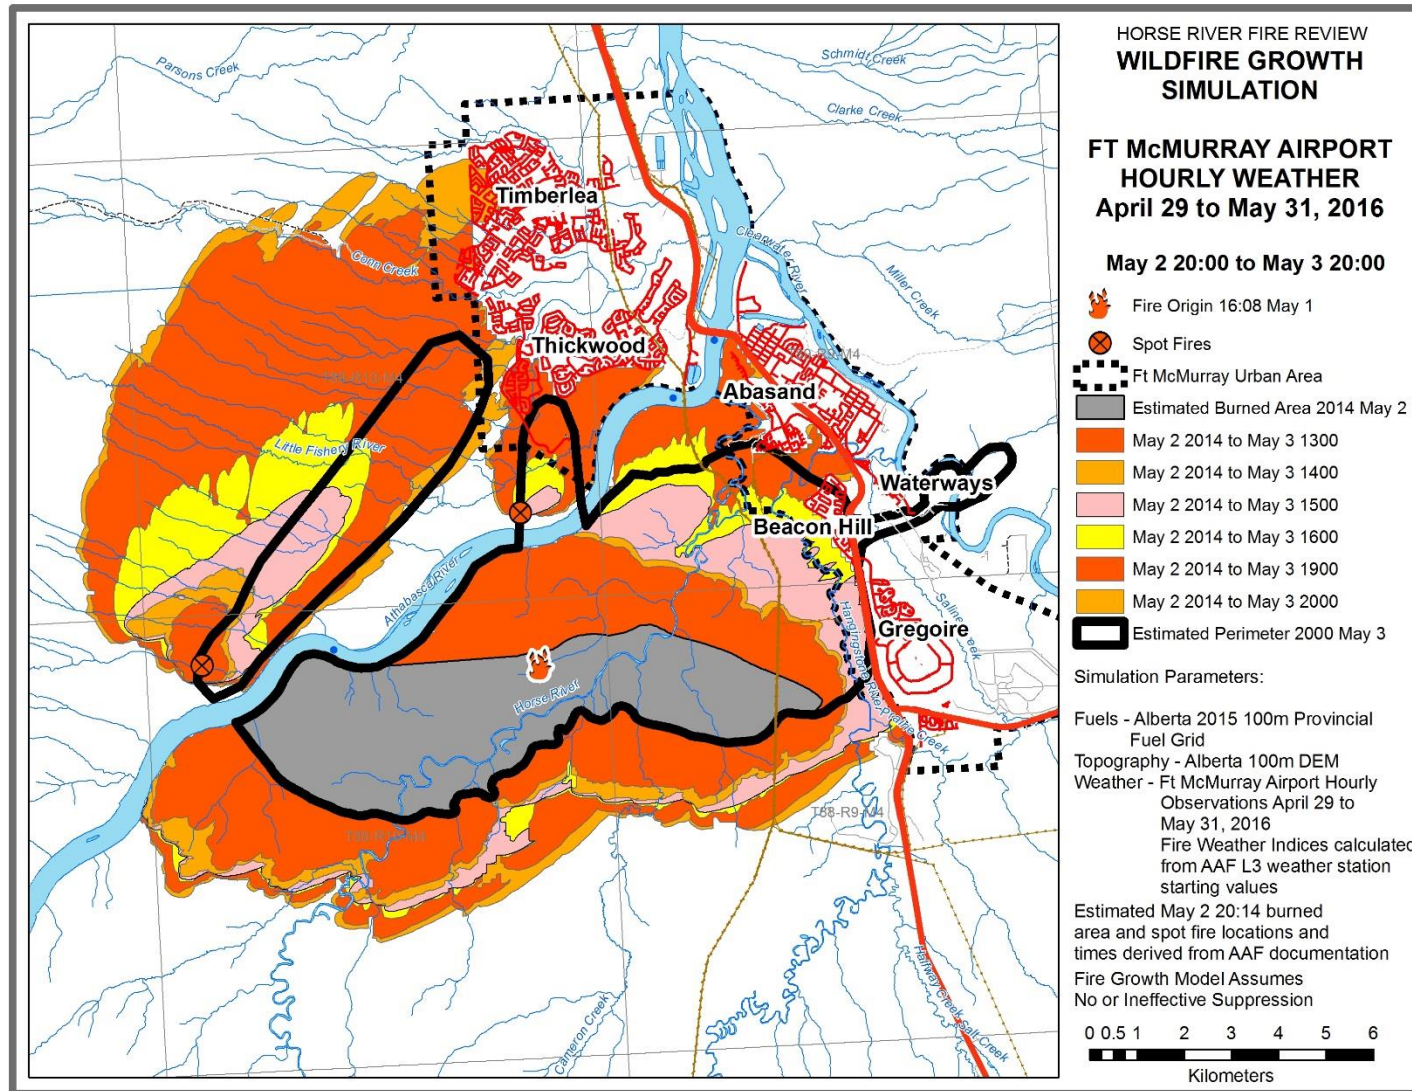 HORSE RIVER FIRE REVIEW
WILDFIRE GROWTH
SIMULATION
FT McMURRAY AIRPORT
HOURLY WEATHER
April 29 to May 31, 2016
May 2 20:00 to May 3 20:00
Fire Origin 16:08 May 1
Spot Fires
Ft McMurray Urban Area
Estimated Burned Area 2014 May 2
May 2 2014 to May 3 1300
May 2 2014 to May 3 1400
May 2 2014 to May 3 1500
May 2 2014 to May 3 1600
May 2 2014 to May 3 1900
May 2 2014 to May 3 2000
Estimated Perimeter 2000 May 3
Simulation Parameters:
Fuels - Alberta 2015 100m Provincial
Fuel Grid
Topography - Alberta 100m DEM
Weather - Ft McMurray Airport Hourly
Observations April 29 to
May 31, 2016
Fire Weather Indices calculated
from AAF L3 weather station
starting values
Estimated May 2 20:14 burned
area and spot fire locations and
times derived from AAF documentation
Fire Growth Model Assumes
No or Ineffective Suppression
0 0.5 1 2 3 4 5 6
Kilometers
Parsons Creek
Schmidt Creek
Clarke Creek
Timberlea
Clearwater River
Conn Creek
Miller Creek
Thickwood
Abasand
Little Fishery River
Waterways
Beacon Hill
Athabasca River
Hangingstone River
Saline Creek
Gregoire
Horse River
Prairie Creek
T88-R9-M4
Cameron Creek
Halfway Creek
Salt Creek